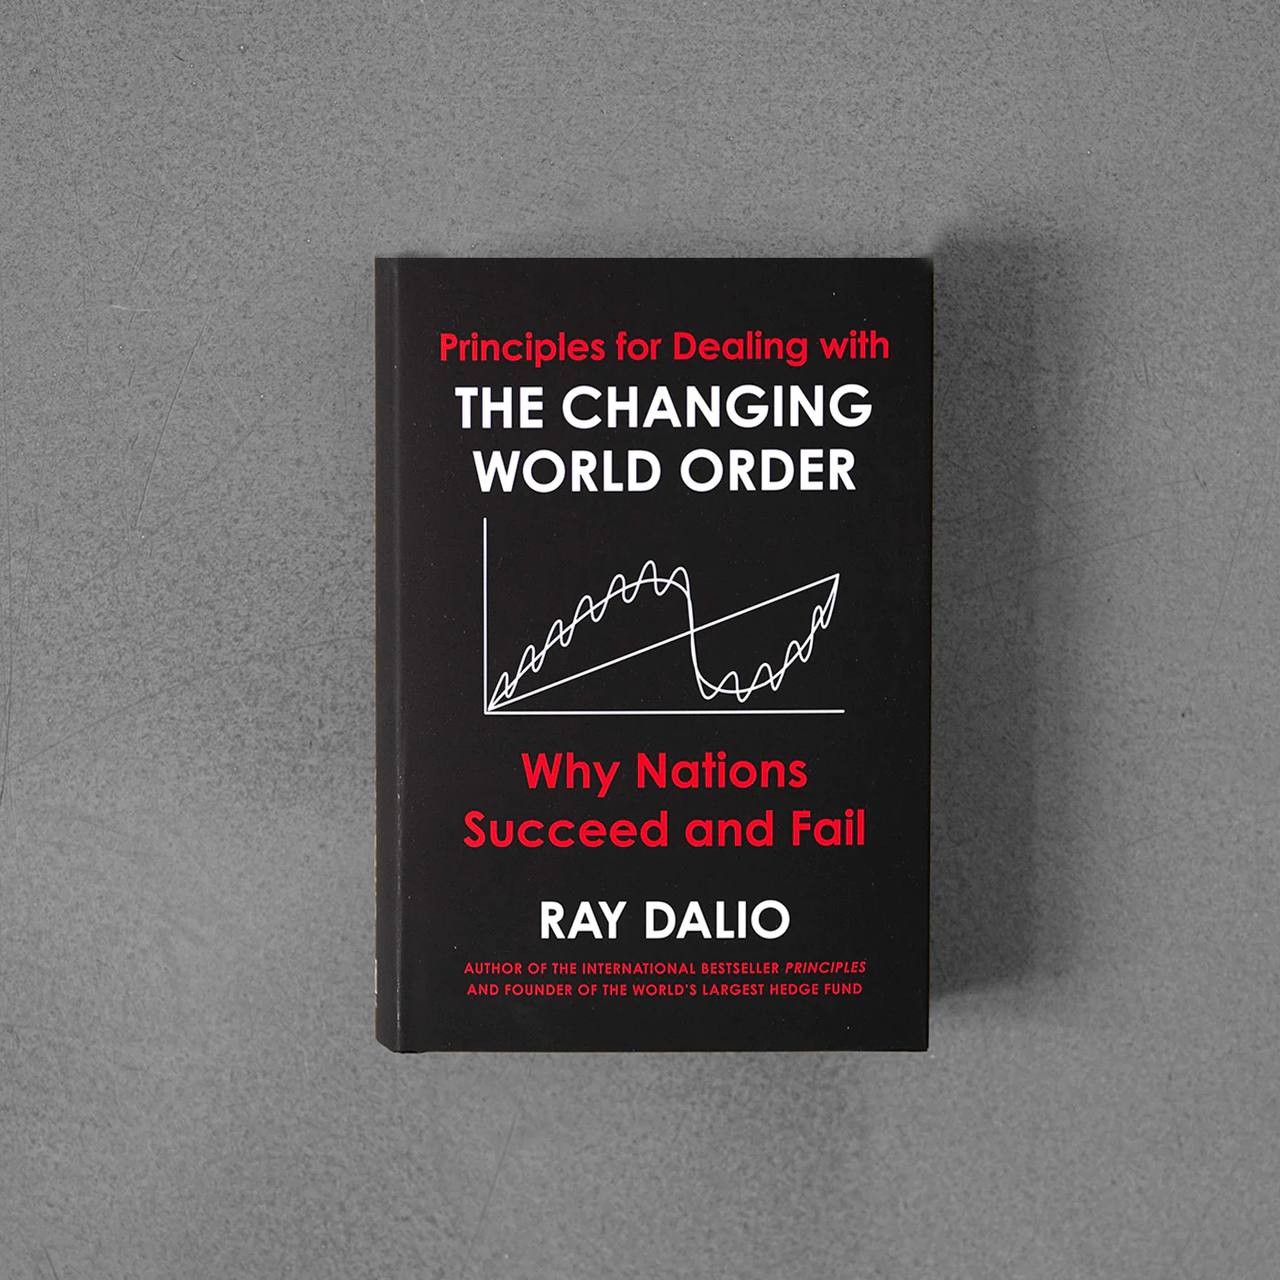 Principles for Dealing with
THE CHANGING
WORLD ORDER
Why Nations
Succeed and Fail
RAY DALIO
AUTHOR OF THE INTERNATIONAL BESTSELLER PRINCIPLES
AND FOUNDER OF THE WORLD'S LARGEST HEDGE FUND